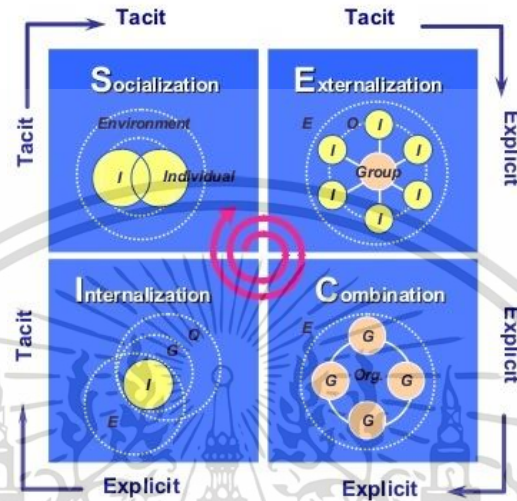 Tacit
Tacit
Tacit
Explicit
Socialization
Environment
I
Individual
Externalization
E
O
I
I
I
Group
I
I
I
Internalization
O
G
I
E
Combination
E
G
G
Org.
G
G
Tacit
Explicit
Explicit
Explicit